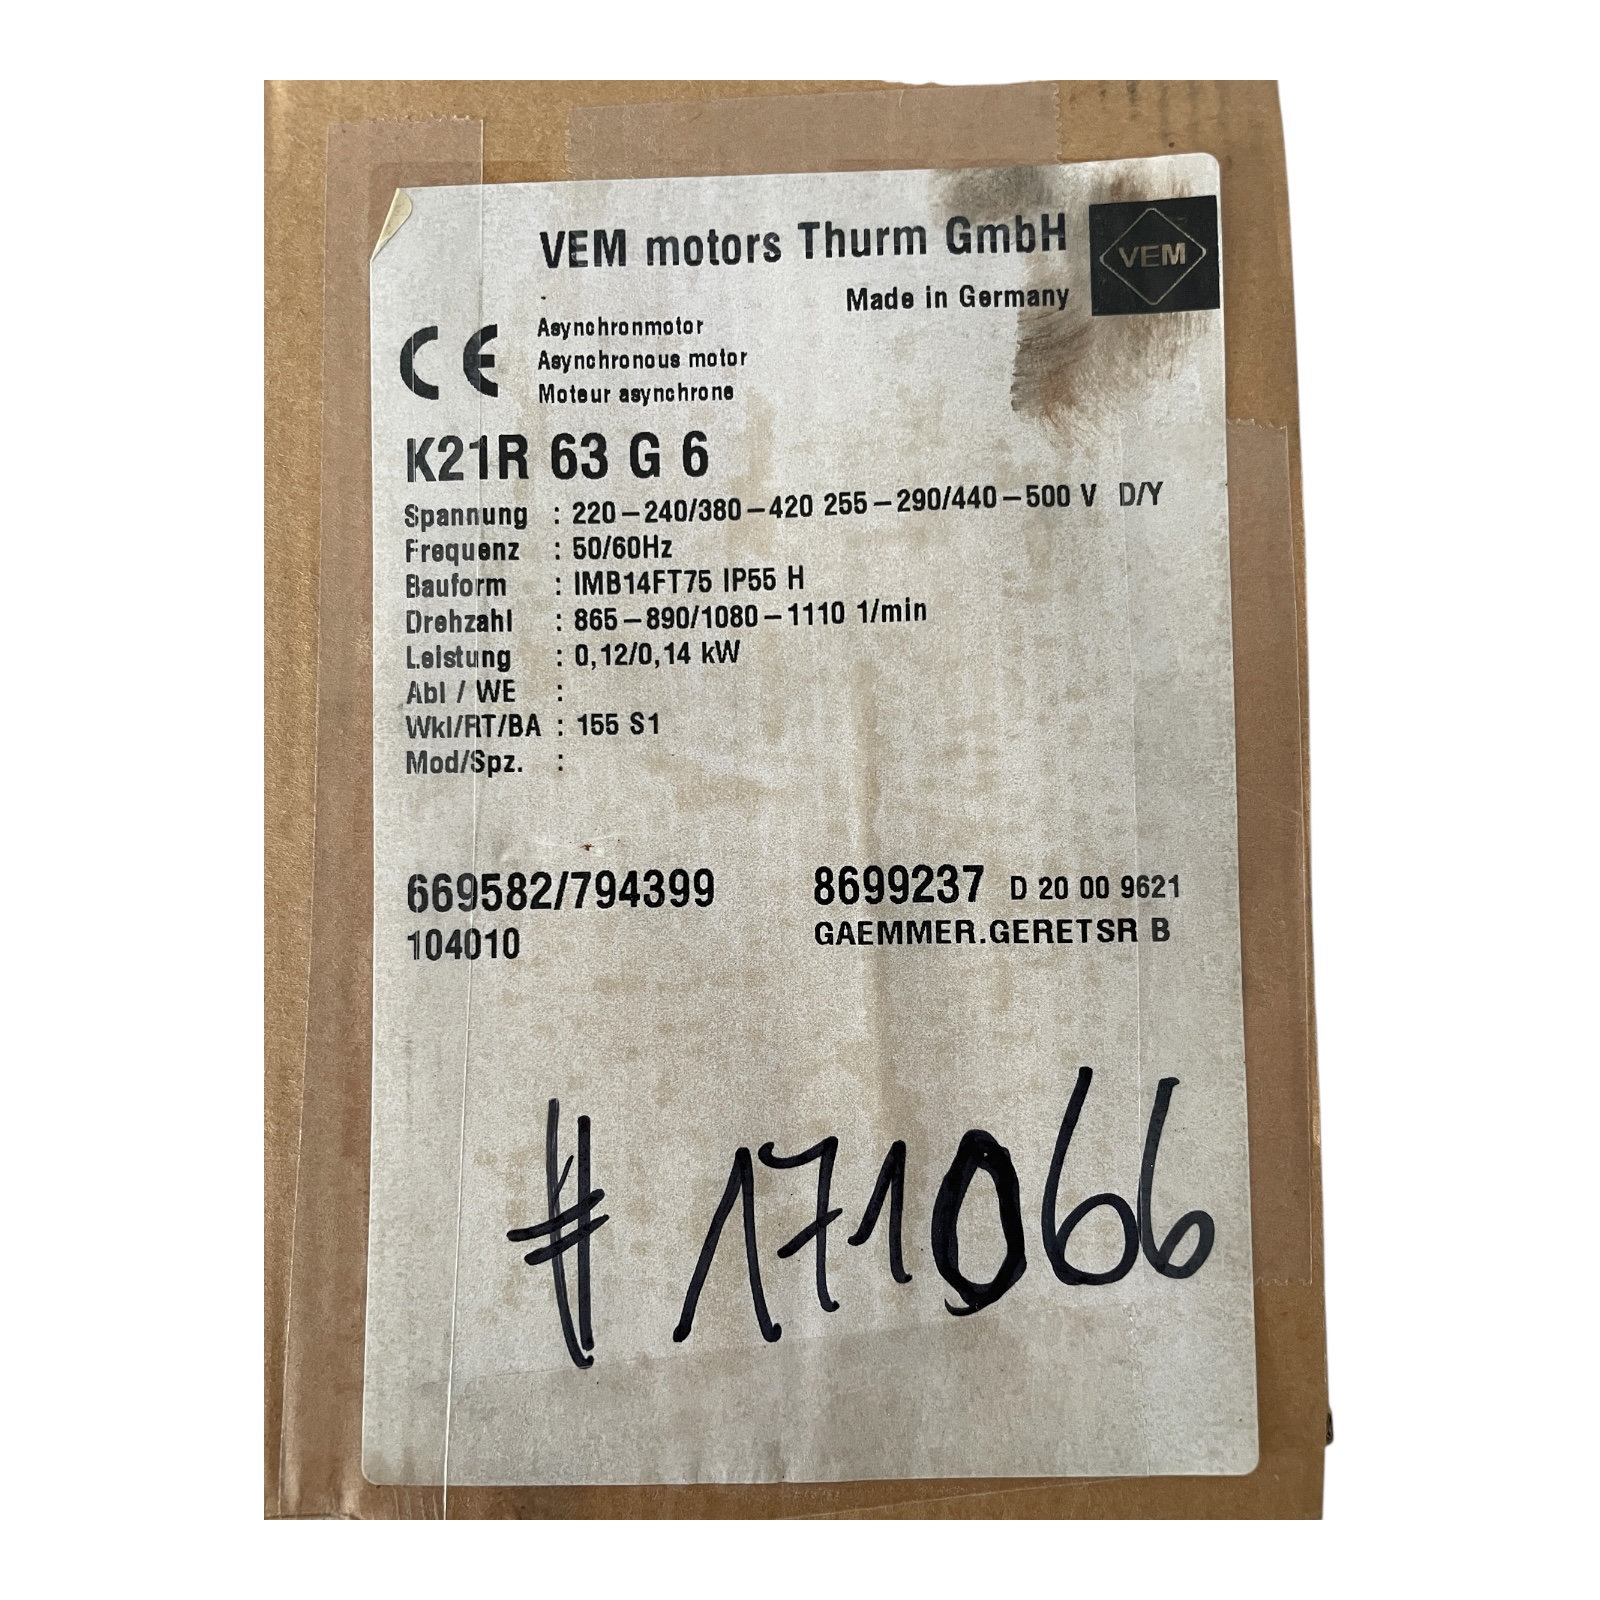 VEM motors Thurm GmbH
VEM
Made in Germany
CE
Asynchronmotor
Asynchronous motor
Moteur asynchrone
K21R 63 G 6
Spannung : 220-240/380-420 255-290/440-500 V D/Y
Frequenz : 50/60Hz
Bauform : IMB14FT75 IP55 H
Drehzahl : 865-890/1080-1110 1/min
Leistung : 0,12/0,14 kW
Abl / WE :
Wkl/RT/BA : 155 S1
Mod/Spz. :
669582/794399 8699237 D 20 00 9621
104010 GAEMMER.GERETSR B
# 171066